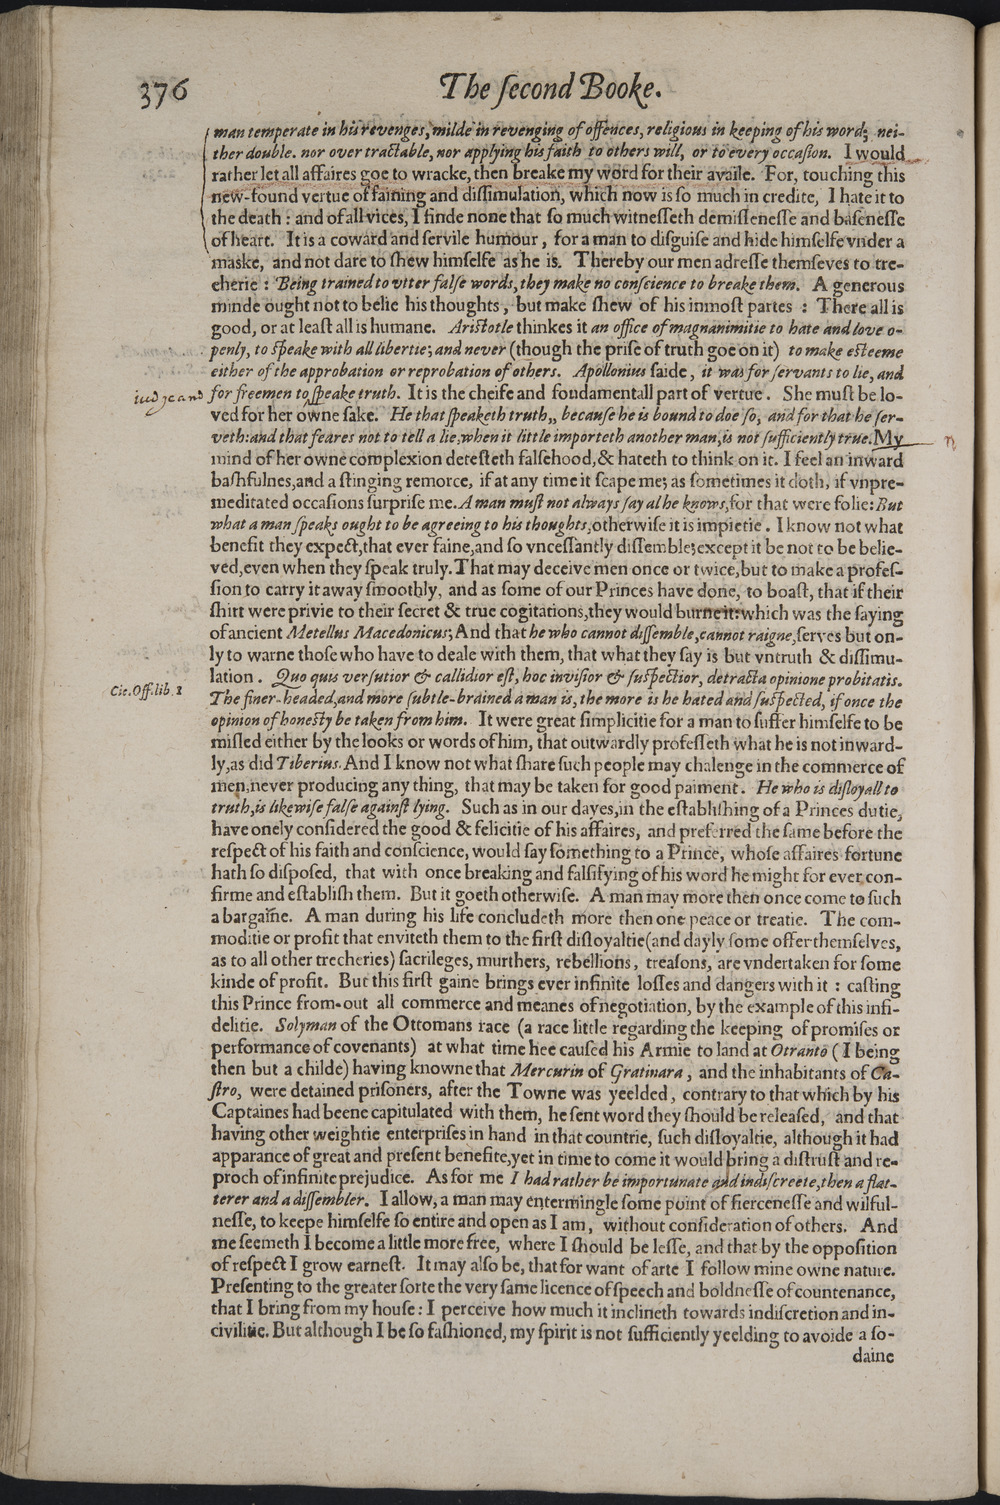 376 The ſecond Booke.
man temperate in his revenges, milde in revenging of offences, religious in keeping of his word; nei-
ther double. nor over tractable, nor applying his faith to others will, or to every occaſion. I would
rather let all affaires goe to wracke, then breake my word for their availe. For, touching this
new-found vertue of faining and diſſimulation, which now is ſo much in credite, I hate it to
the death : and of all vices, I finde none that ſo much witneſſeth demiſſeneſſe and baſeneſſe
of heart. It is a coward and ſervile humour, for a man to diſguiſe and hide himſelfe vnder a
maske, and not dare to ſhew himſelfe as he is. Thereby our men adreſſe themſeves to tre-
cherie : Being trained to vtter falſe words, they make no conſcience to breake them. A generous
minde ought not to belie his thoughts, but make ſhew of his inmoſt partes : There all is
good, or at leaſt all is humane. Ariſtotle thinkes it an office of magnanimitie to hate and love o-
penly, to ſpeake with all libertie; and never (though the priſe of truth goe on it) to make eſteeme
either of the approbation or reprobation of others. Apollonius ſaide, it was for ſervants to lie, and
for freemen to ſpeake truth. It is the cheife and fondamentall part of vertue. She muſt be lo-
ved for her owne ſake. He that ſpeaketh truth,, becauſe he is bound to doe ſo, and for that he ſer-
veth: and that feares not to tell a lie, when it little importeth another man, is not ſufficiently true. My
mind of her owne complexion deteſteth falſehood, & hateth to think on it. I feel an inward
baſhfulnes, and a ſtinging remorce, if at any time it ſcape me; as ſometimes it doth, if vnpre-
meditated occaſions ſurpriſe me. A man muſt not always ſay al he knows, for that were folie: But
what a man ſpeaks ought to be agreeing to his thoughts, otherwiſe it is impietie. I know not what
benefit they expect, that ever faine, and ſo vnceſſantly diſſemble; except it be not to be belie-
ved, even when they ſpeak truly. That may deceive men once or twice, but to make a profeſ-
ſion to carry it away ſmoothly, and as ſome of our Princes have done, to boaſt, that if their
ſhirt were privie to their ſecret & true cogitations, they would burne it: which was the ſaying
of ancient Metellus Macedonicus; And that he who cannot diſſemble, cannot raigne, ſerves but on-
ly to warne thoſe who have to deale with them, that what they ſay is but vntruth & diſſimu-
lation. Quo quis verſutior & callidior eſt, hoc inviſior & ſuſpectior, detracta opinione probitatis.
Cic. Off. lib. 2
The finer-headed, and more ſubtle-brained a man is, the more is he hated and ſuſpected, if once the
opinion of honeſty be taken from him. It were great ſimplicitie for a man to ſuffer himſelfe to be
miſled either by the looks or words of him, that outwardly profeſſeth what he is not inward-
ly, as did Tiberius. And I know not what ſhare ſuch people may chalenge in the commerce of
men, never producing any thing, that may be taken for good paiment. He who is diſloyall to
truth, is likewiſe falſe againſt lying. Such as in our dayes, in the eſtabliſhing of a Princes dutie,
have onely conſidered the good & felicitie of his affaires, and preferred the ſame before the
reſpect of his faith and conſcience, would ſay ſomething to a Prince, whoſe affaires fortune
hath ſo diſpoſed, that with once breaking and falſifying of his word he might for ever con-
firme and eſtabliſh them. But it goeth otherwiſe. A man may more then once come to ſuch
a bargaine. A man during his life concludeth more then one peace or treatie. The com-
moditie or profit that enviteth them to the firſt diſloyaltie (and dayly ſome offer themſelves,
as to all other trecheries) ſacrileges, murthers, rebellions, treaſons, are vndertaken for ſome
kinde of profit. But this firſt gaine brings ever infinite loſſes and dangers with it : caſting
this Prince from-out all commerce and meanes of negotiation, by the example of this infi-
delitie. Solyman of the Ottomans race (a race little regarding the keeping of promiſes or
performance of covenants) at what time hee cauſed his Armie to land at Otranto (I being
then but a childe) having knowne that Mercurin of Gratinara, and the inhabitants of Ca-
ſtro, were detained priſoners, after the Towne was yeelded, contrary to that which by his
Captaines had beene capitulated with them, he ſent word they ſhould be releaſed, and that
having other weightie enterpriſes in hand in that countrie, ſuch diſloyaltie, although it had
apparance of great and preſent benefite, yet in time to come it would bring a diſtruſt and re-
proch of infinite prejudice. As for me I had rather be importunate and indiſcreete, then a flat-
terer and a diſſembler. I allow, a man may entermingle ſome point of fierceneſſe and wilful-
neſſe, to keepe himſelfe ſo entire and open as I am, without conſideration of others. And
me ſeemeth I become a little more free, where I ſhould be leſſe, and that by the oppoſition
of reſpect I grow earneſt. It may alſo be, that for want of arte I follow mine owne nature.
Preſenting to the greater ſorte the very ſame licence of ſpeech and boldneſſe of countenance,
that I bring from my houſe : I perceive how much it inclineth towards indiſcretion and in-
civilitie. But although I be ſo faſhioned, my ſpirit is not ſufficiently yeelding to avoide a ſo-
daine